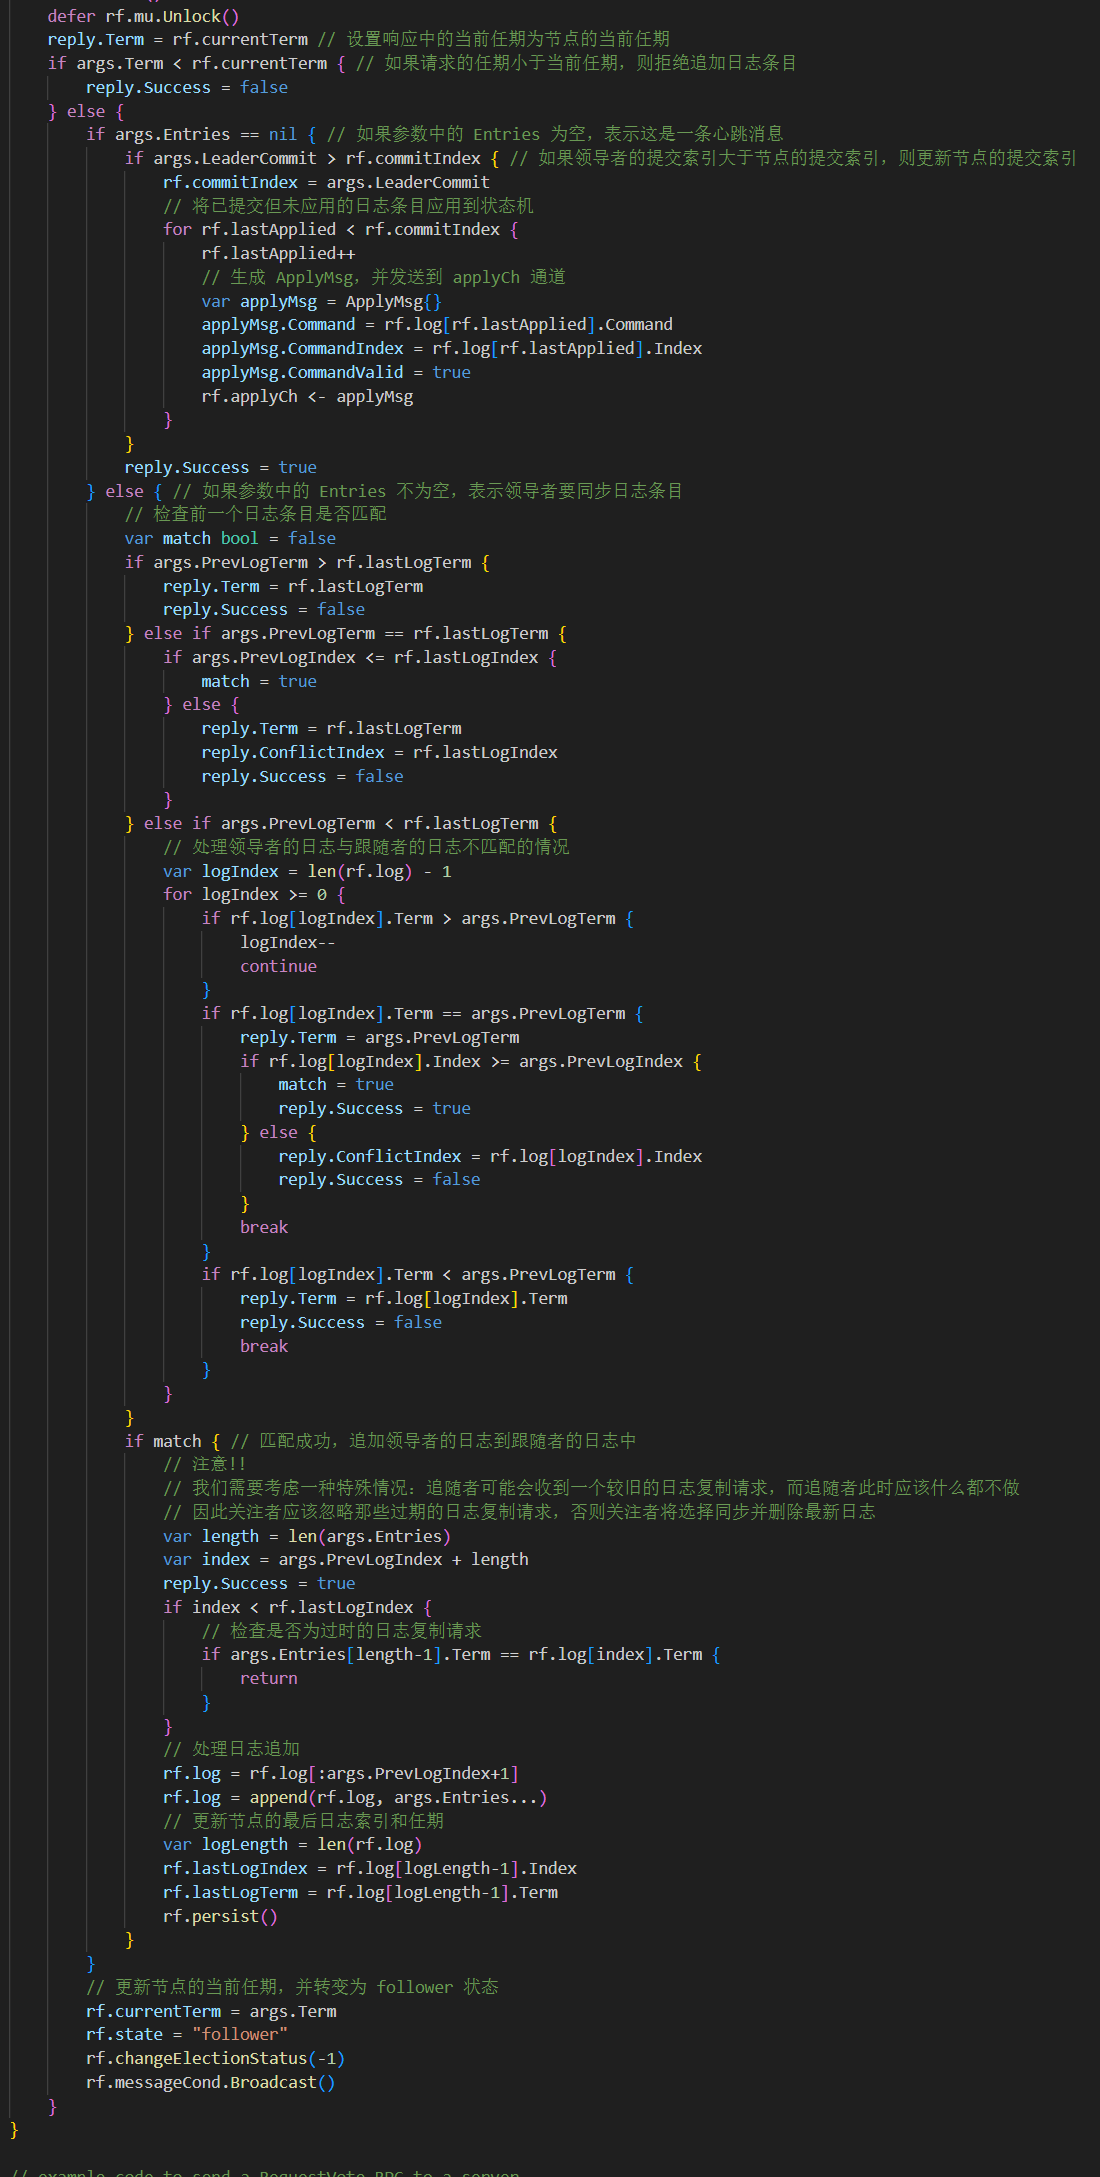 defer rf.mu.Unlock()
reply.Term = rf.currentTerm // 设置响应中的当前任期为节点的当前任期
if args.Term < rf.currentTerm { // 如果请求的任期小于当前任期，则拒绝追加日志条目
reply.Success = false
} else {
if args.Entries == nil { // 如果参数中的 Entries 为空，表示这是一条心跳消息
if args.LeaderCommit > rf.commitIndex { // 如果领导者的提交索引大于节点的提交索引，则更新节点的提交索引
rf.commitIndex = args.LeaderCommit
// 将已提交但未应用的日志条目应用到状态机
for rf.lastApplied < rf.commitIndex {
rf.lastApplied++
// 生成 ApplyMsg，并发送到 applyCh 通道
var applyMsg = ApplyMsg{}
applyMsg.Command = rf.log[rf.lastApplied].Command
applyMsg.CommandIndex = rf.log[rf.lastApplied].Index
applyMsg.CommandValid = true
rf.applyCh <- applyMsg
}
}
reply.Success = true
} else { // 如果参数中的 Entries 不为空，表示领导者要同步日志条目
// 检查前一个日志条目是否匹配
var match bool = false
if args.PrevLogTerm > rf.lastLogTerm {
reply.Term = rf.lastLogTerm
reply.Success = false
} else if args.PrevLogTerm == rf.lastLogTerm {
if args.PrevLogIndex <= rf.lastLogIndex {
match = true
} else {
reply.Term = rf.lastLogTerm
reply.ConflictIndex = rf.lastLogIndex
reply.Success = false
}
} else if args.PrevLogTerm < rf.lastLogTerm {
// 处理领导者的日志与跟随者的日志不匹配的情况
var logIndex = len(rf.log) - 1
for logIndex >= 0 {
if rf.log[logIndex].Term > args.PrevLogTerm {
logIndex--
continue
}
if rf.log[logIndex].Term == args.PrevLogTerm {
reply.Term = args.PrevLogTerm
if rf.log[logIndex].Index >= args.PrevLogIndex {
match = true
reply.Success = true
} else {
reply.ConflictIndex = rf.log[logIndex].Index
reply.Success = false
}
break
}
if rf.log[logIndex].Term < args.PrevLogTerm {
reply.Term = rf.log[logIndex].Term
reply.Success = false
break
}
}
}
if match { // 匹配成功，追加领导者的日志到跟随者的日志中
// 注意!!
// 我们需要考虑一种特殊情况：追随者可能会收到一个较旧的日志复制请求，而追随者此时应该什么都不做
// 因此关注者应该忽略那些过期的日志复制请求，否则关注者将选择同步并删除最新日志
var length = len(args.Entries)
var index = args.PrevLogIndex + length
reply.Success = true
if index < rf.lastLogIndex {
// 检查是否为过时的日志复制请求
if args.Entries[length-1].Term == rf.log[index].Term {
return
}
}
// 处理日志追加
rf.log = rf.log[:args.PrevLogIndex+1]
rf.log = append(rf.log, args.Entries...)
// 更新节点的最后日志索引和任期
var logLength = len(rf.log)
rf.lastLogIndex = rf.log[logLength-1].Index
rf.lastLogTerm = rf.log[logLength-1].Term
rf.persist()
}
}
// 更新节点的当前任期，并转变为 follower 状态
rf.currentTerm = args.Term
rf.state = "follower"
rf.changeElectionStatus(-1)
rf.messageCond.Broadcast()
}
}
// example code to send a RequestVote RPC to a server